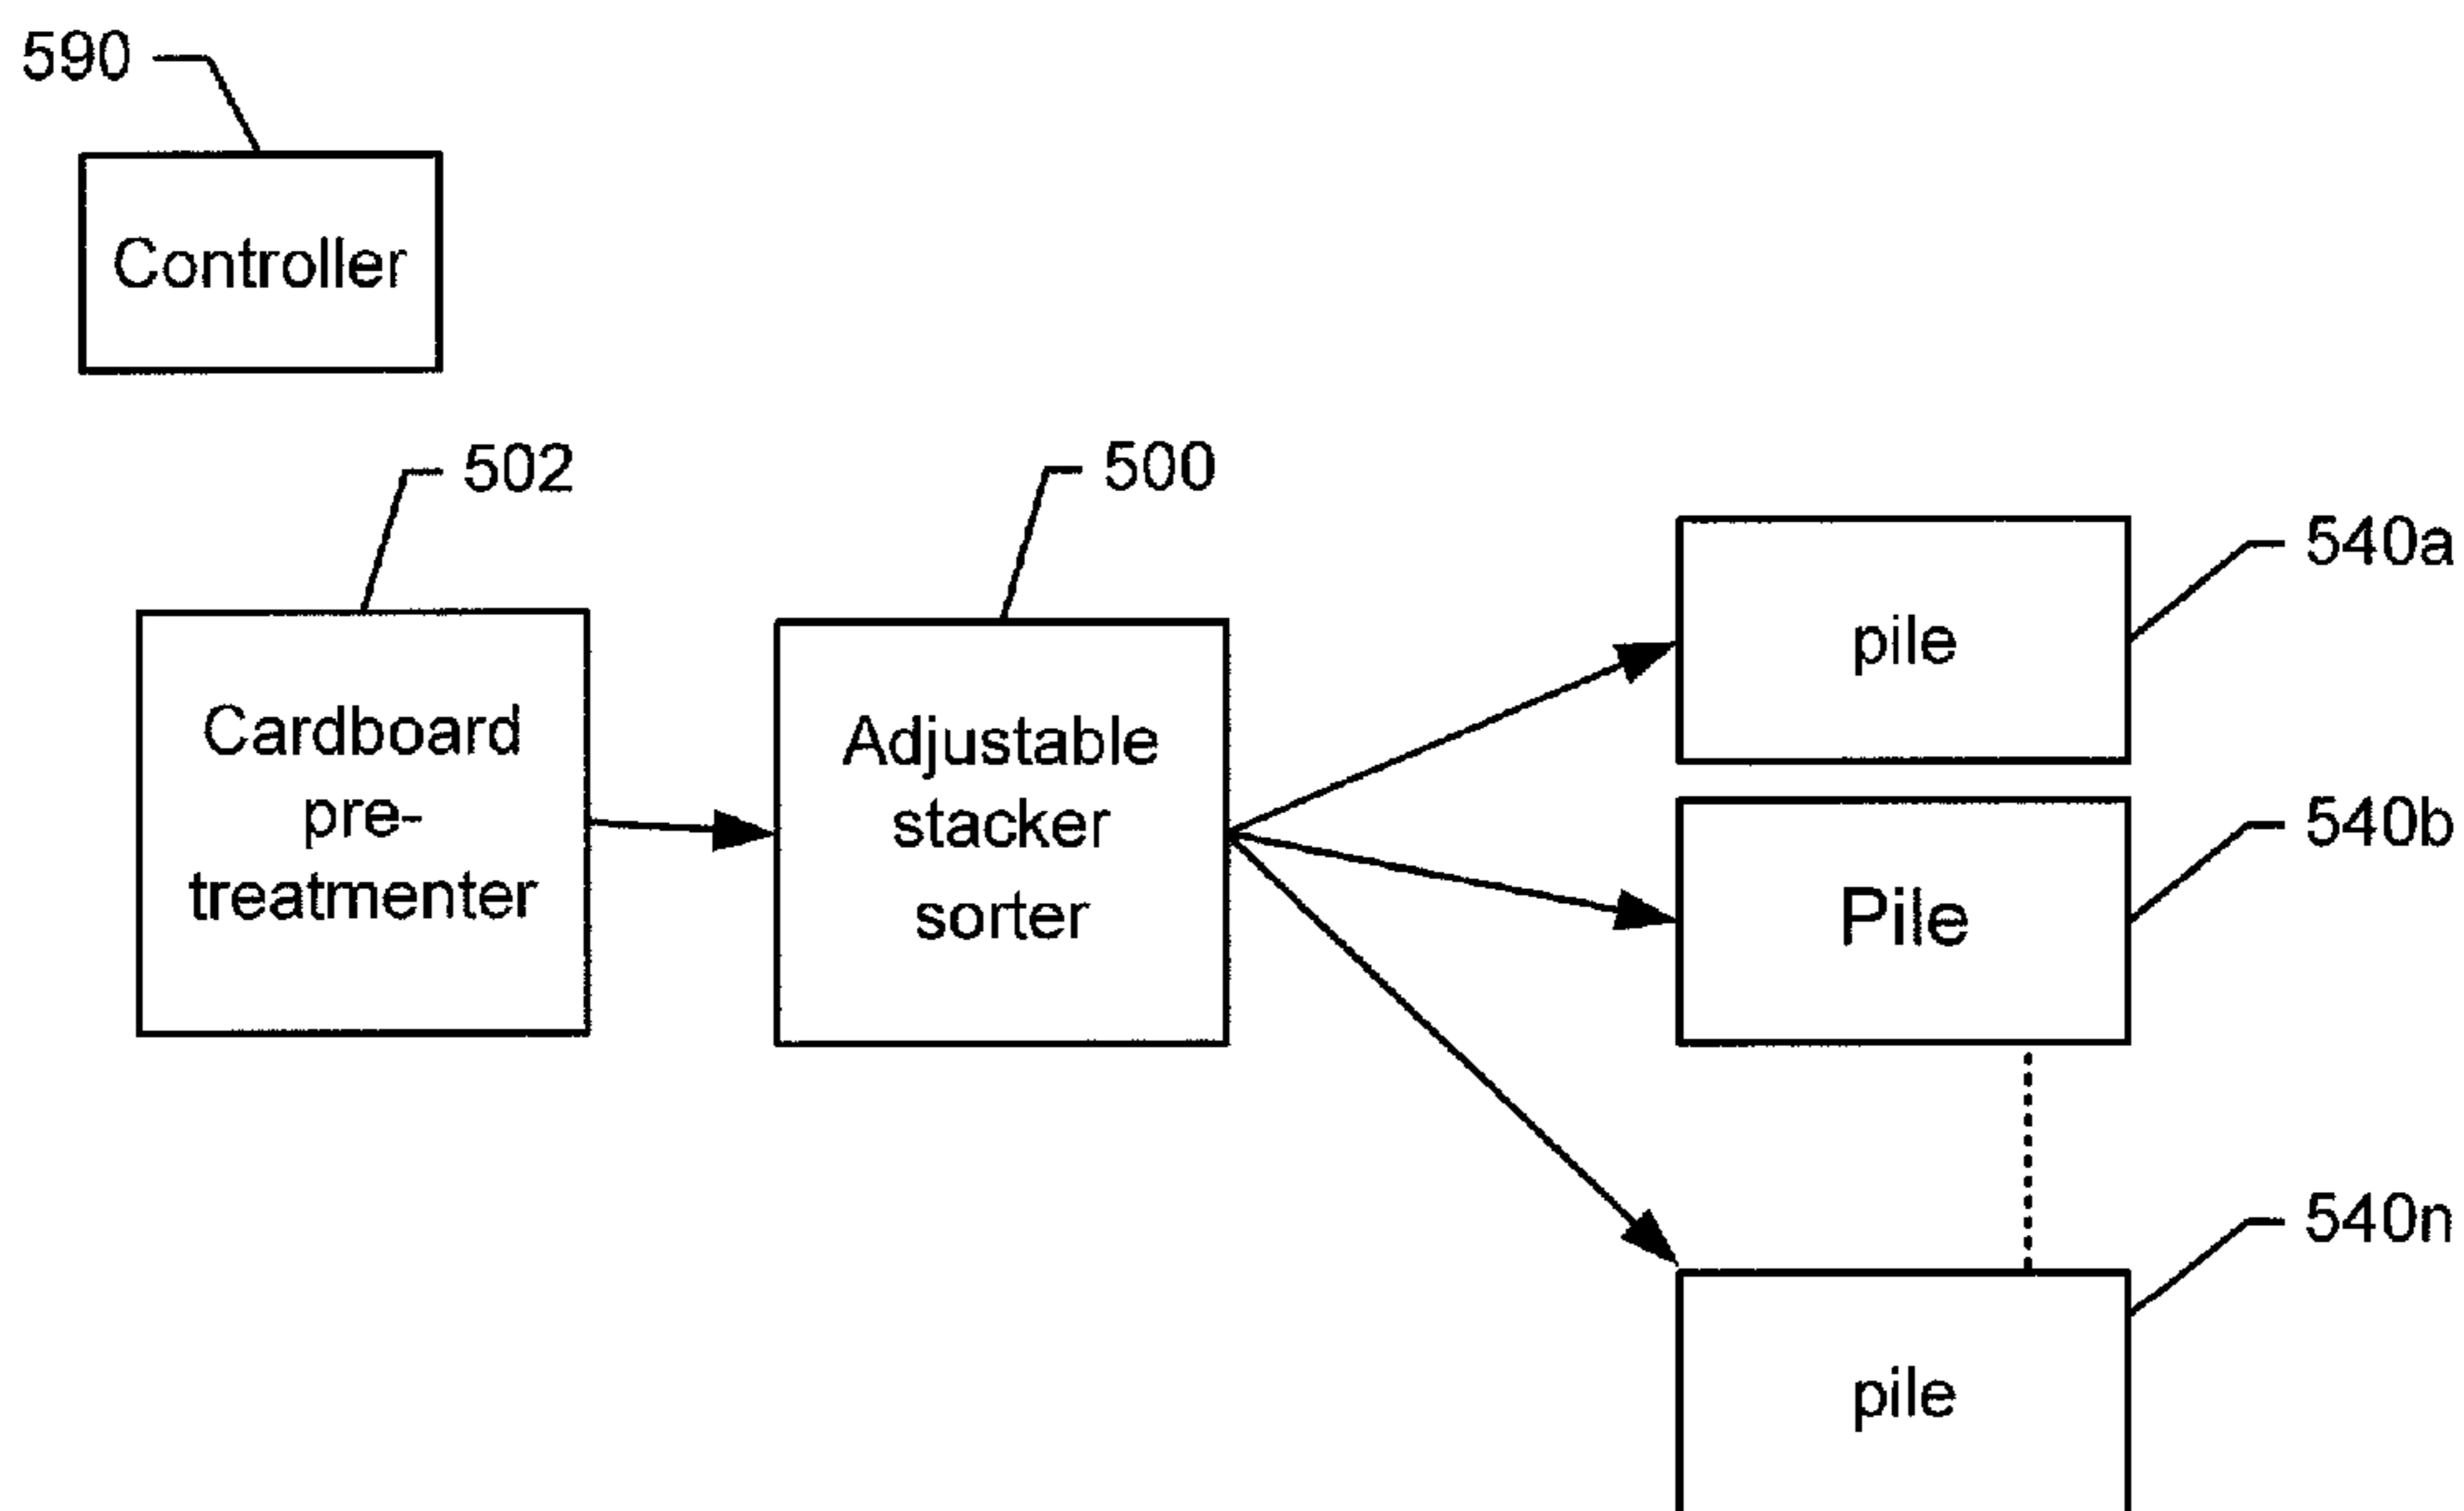 590
Controller
502
500
540a
pile
Cardboard
pre-
treatmenter
Adjustable
stacker
sorter
540b
Pile
540n
pile